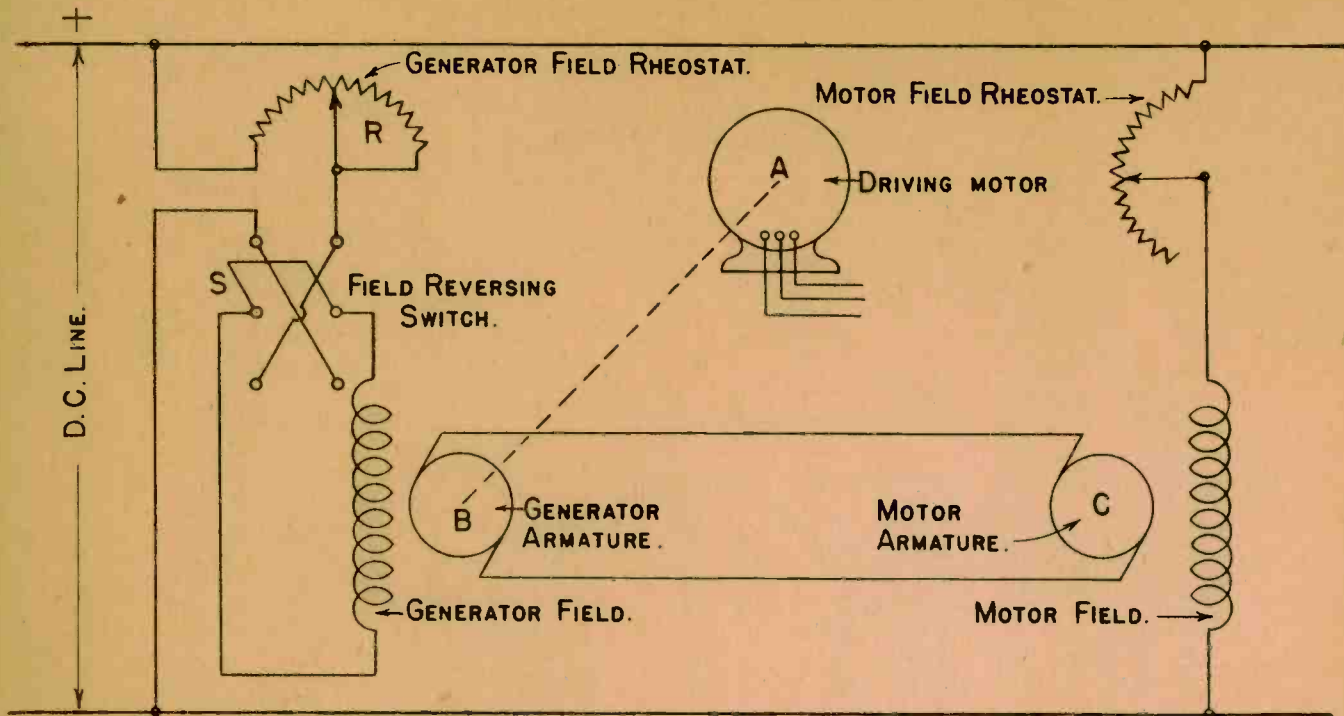 +
GENERATOR FIELD RHEOSTAT.
MOTOR FIELD RHEOSTAT.
R
A
DRIVING MOTOR
S
FIELD REVERSING
SWITCH.
D.C. LINE.
B
GENERATOR
ARMATURE.
MOTOR
ARMATURE.
C
GENERATOR FIELD.
MOTOR FIELD.